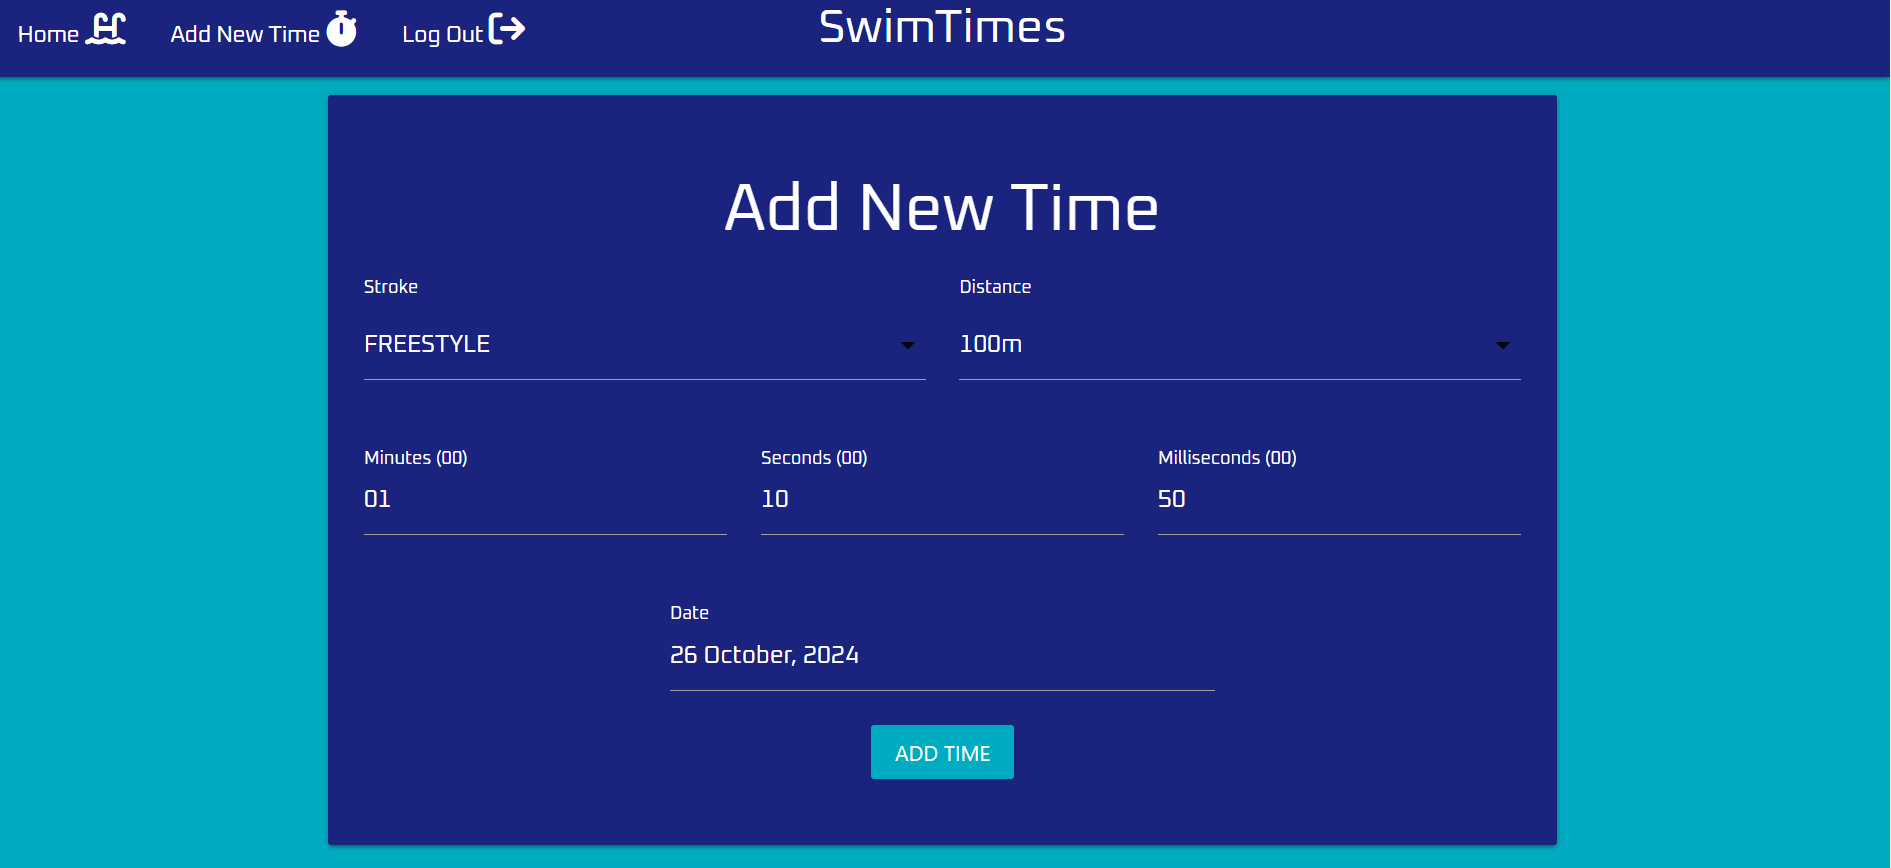 Home Add New Time Log Out SwimTimes
Add New Time
Stroke Distance
FREESTYLE 100m
Minutes (00) Seconds (00) Milliseconds (00)
01 10 50
Date
26 October, 2024
ADD TIME